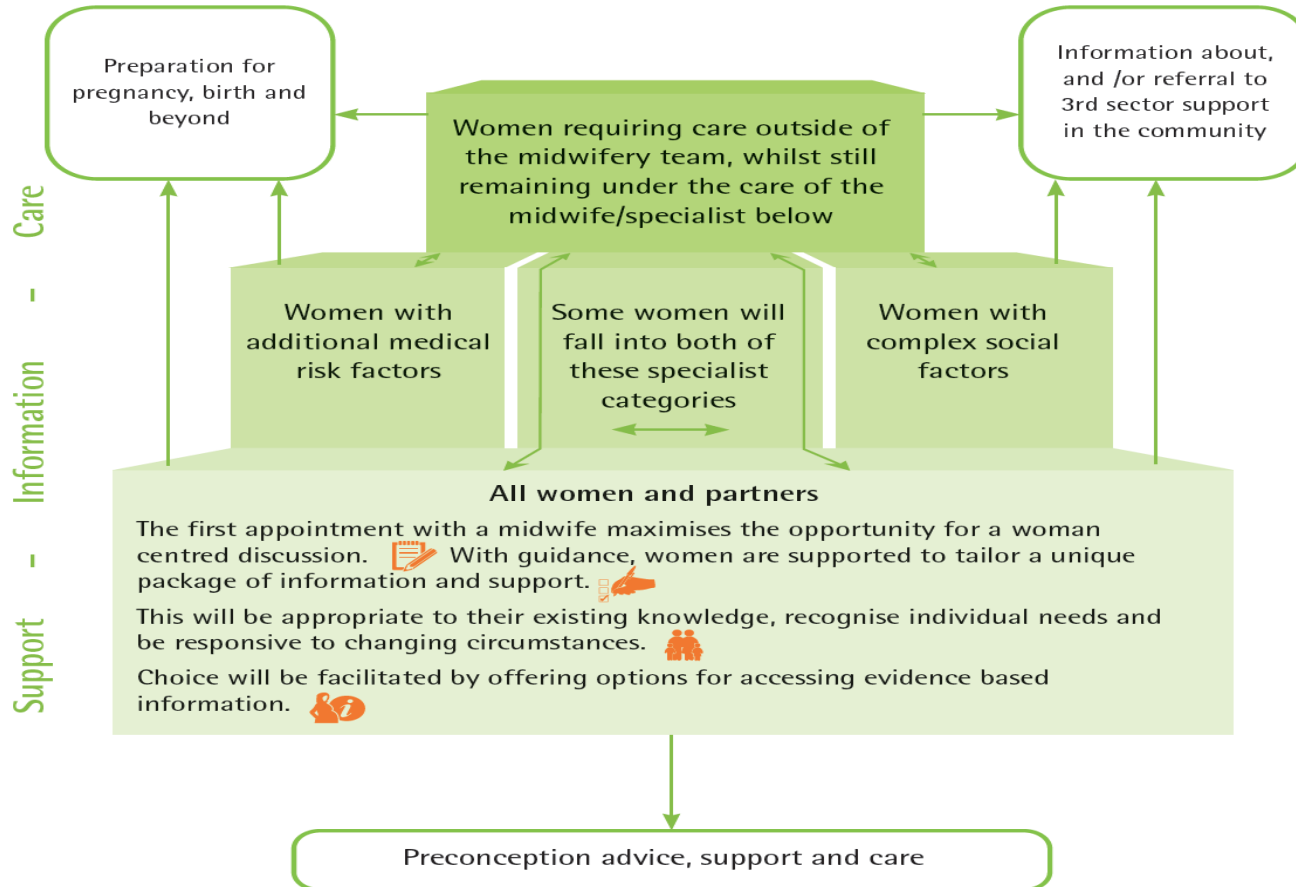 Preparation for
pregnancy, birth and
beyond
Information about,
and /or referral to
3rd sector support
in the community
Women requiring care outside of
the midwifery team, whilst still
remaining under the care of the
midwife/specialist below
Women with
additional medical
risk factors
Some women will
fall into both of
these specialist
categories
Women with
complex social
factors
Support - Information - Care
All women and partners
The first appointment with a midwife maximises the opportunity for a woman
centred discussion. With guidance, women are supported to tailor a unique
package of information and support.
This will be appropriate to their existing knowledge, recognise individual needs and
be responsive to changing circumstances.
Choice will be facilitated by offering options for accessing evidence based
information.
i
Preconception advice, support and care